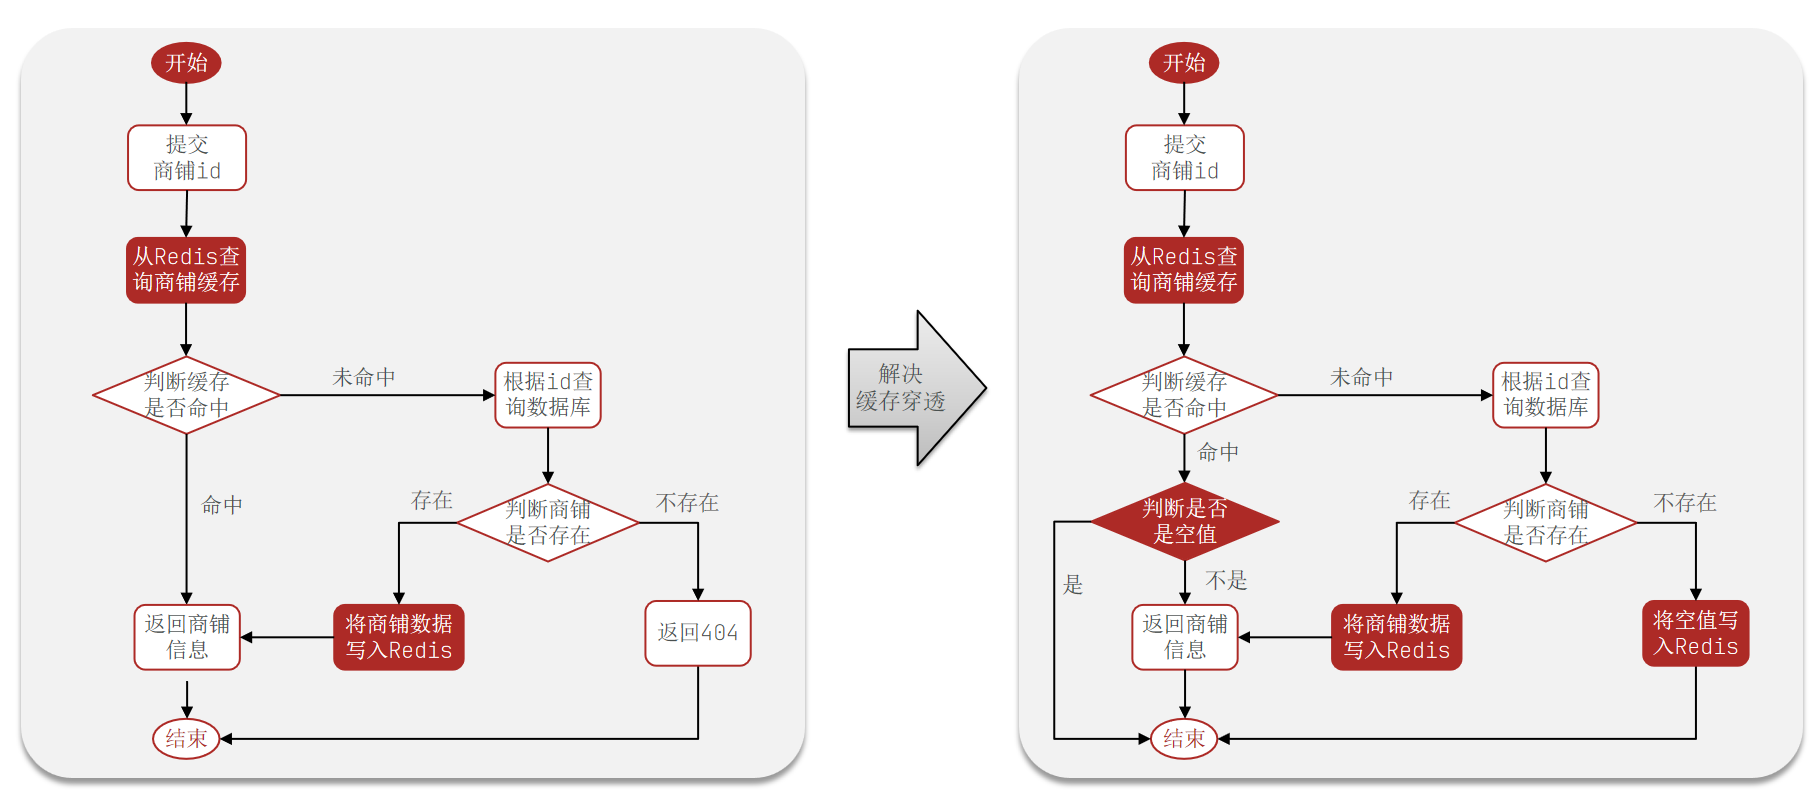 开始
提交
商铺id
从Redis查
询商铺缓存
判断缓存
是否命中
未命中
根据id查
询数据库
命中
存在
判断商铺
是否存在
不存在
返回商铺
信息
将商铺数据
写入Redis
返回404
结束
解决
缓存穿透
开始
提交
商铺id
从Redis查
询商铺缓存
判断缓存
是否命中
未命中
根据id查
询数据库
命中
判断是否
是空值
存在
判断商铺
是否存在
不存在
是
不是
返回商铺
信息
将商铺数据
写入Redis
将空值写
入Redis
结束